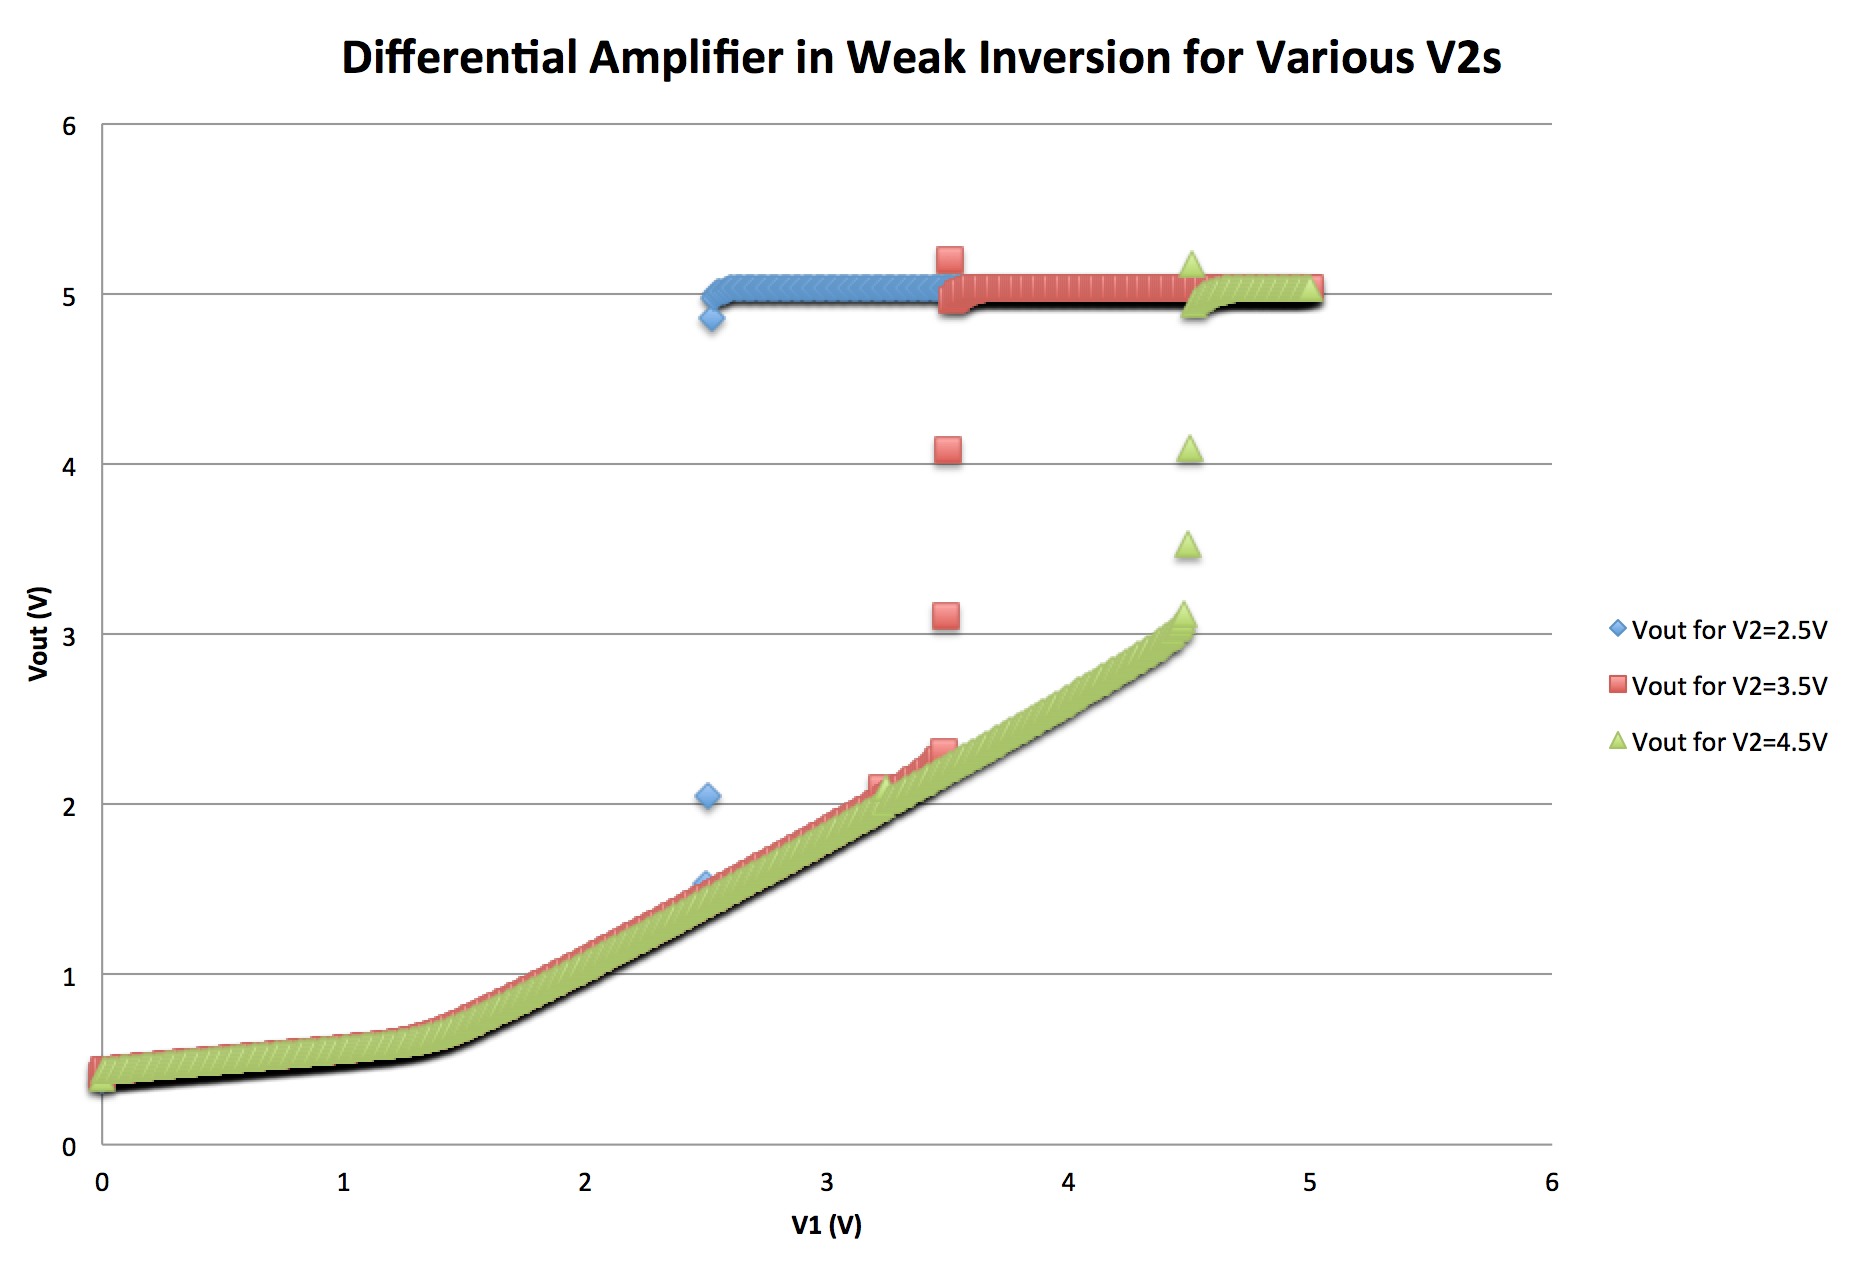 Differential Amplifier in Weak Inversion for Various V2s
6
5
4
3
2
1
0
Vout (V)
0 1 2 3 4 5 6
V1 (V)
Vout for V2=2.5V
Vout for V2=3.5V
Vout for V2=4.5V